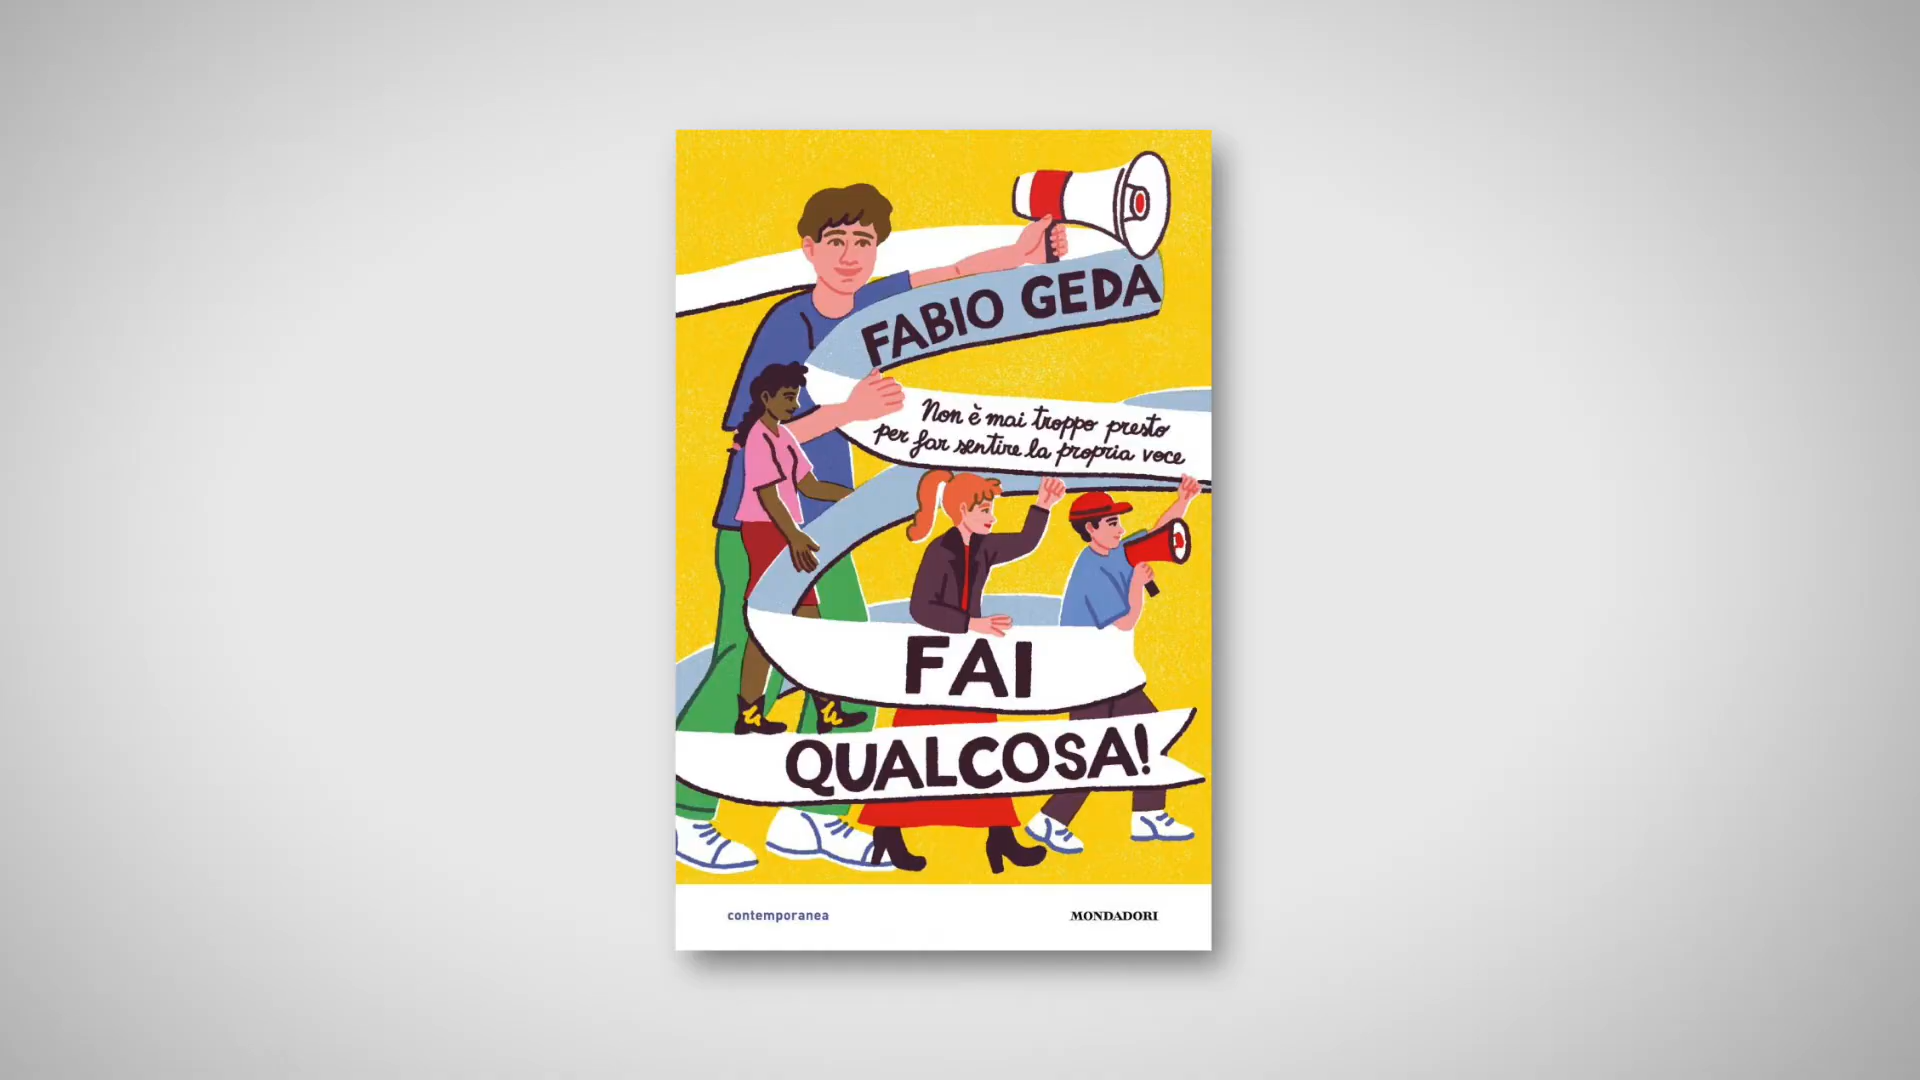 FABIO GEDA
Non è mai troppo presto
per far sentire la propria voce
FAI
QUALCOSA!
contemporanea
MONDADORI